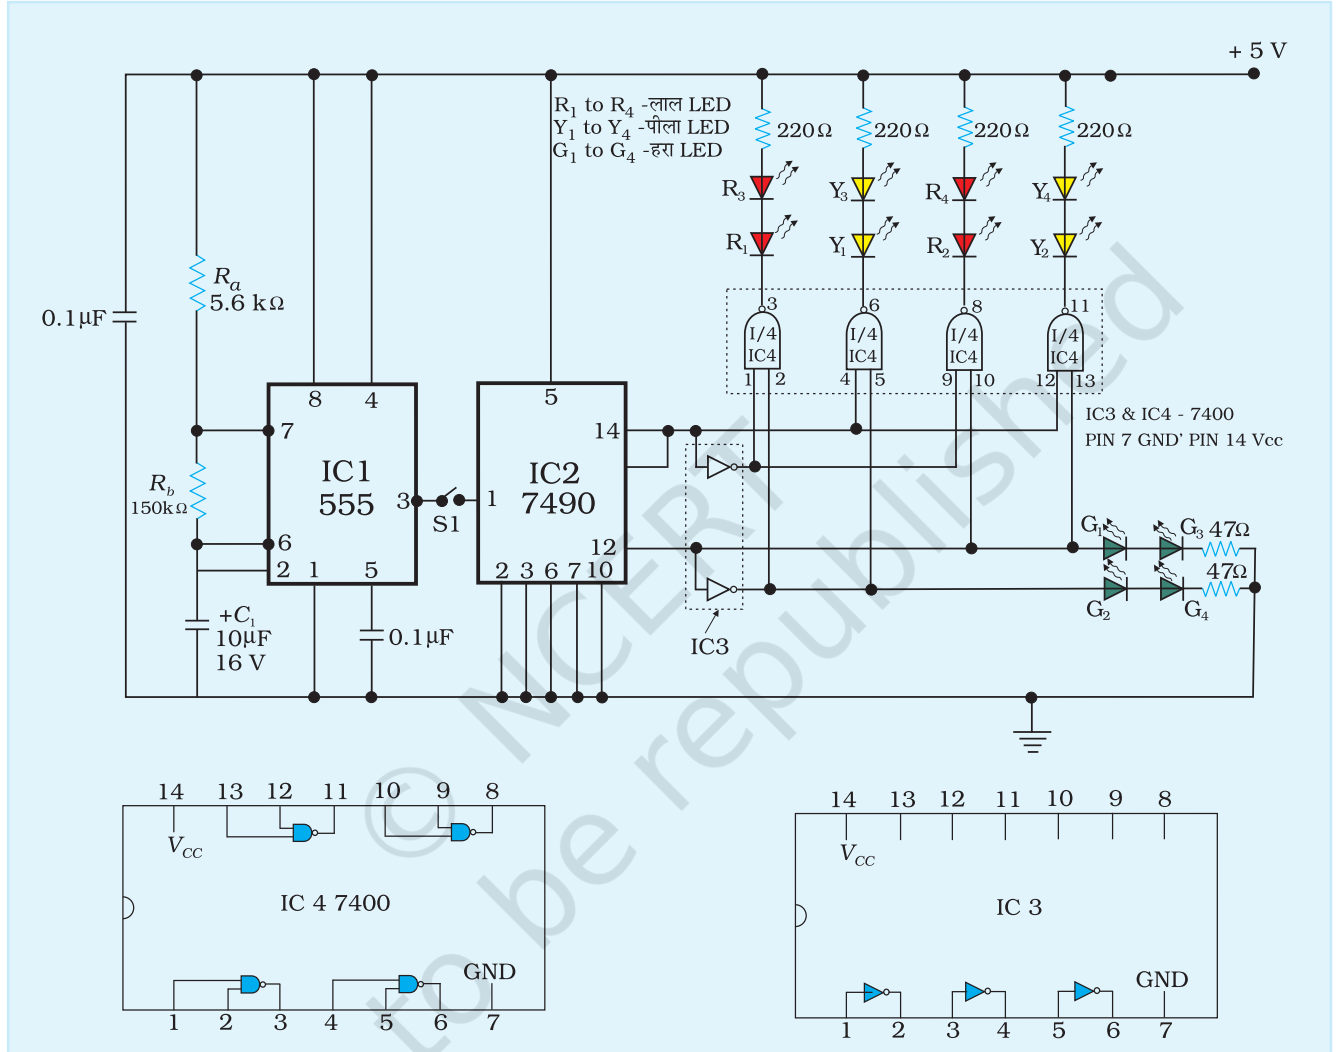 + 5 V
R1 to R4 -लाल LED
Y1 to Y4 -पीला LED
G1 to G4 -हरा LED
220Ω 220Ω 220Ω 220Ω
R3 Y3 R4 Y4
R1 Y1 R2 Y2
Ra
5.6 kΩ
0.1µF
3 6 8 11
I/4 I/4 I/4 I/4
IC4 IC4 IC4 IC4
1 2 4 5 9 10 12 13
8 4
5
IC3 & IC4 - 7400
PIN 7 GND' PIN 14 Vcc
7
14
IC1
555
IC2
7490
Rb
150kΩ
3
S1
1
6
2
12
1 5
2 3 6 7 10
G1 G3 47Ω
47Ω
G2 G4
+C1
10µF
16 V
0.1µF
IC3
14 13 12 11 10 9 8
VCC
IC 4 7400
GND
1 2 3 4 5 6 7
14 13 12 11 10 9 8
VCC
IC 3
GND
1 2 3 4 5 6 7
© NCERT
to be republished